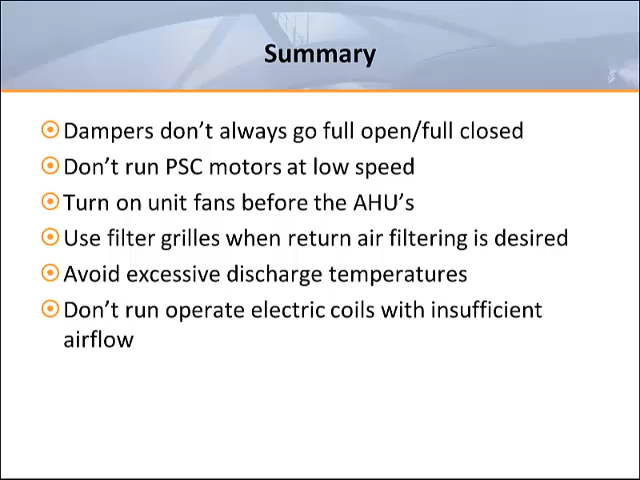 Summary
Dampers don't always go full open/full closed
Don't run PSC motors at low speed
Turn on unit fans before the AHU's
Use filter grilles when return air filtering is desired
Avoid excessive discharge temperatures
Don't run operate electric coils with insufficient
airflow